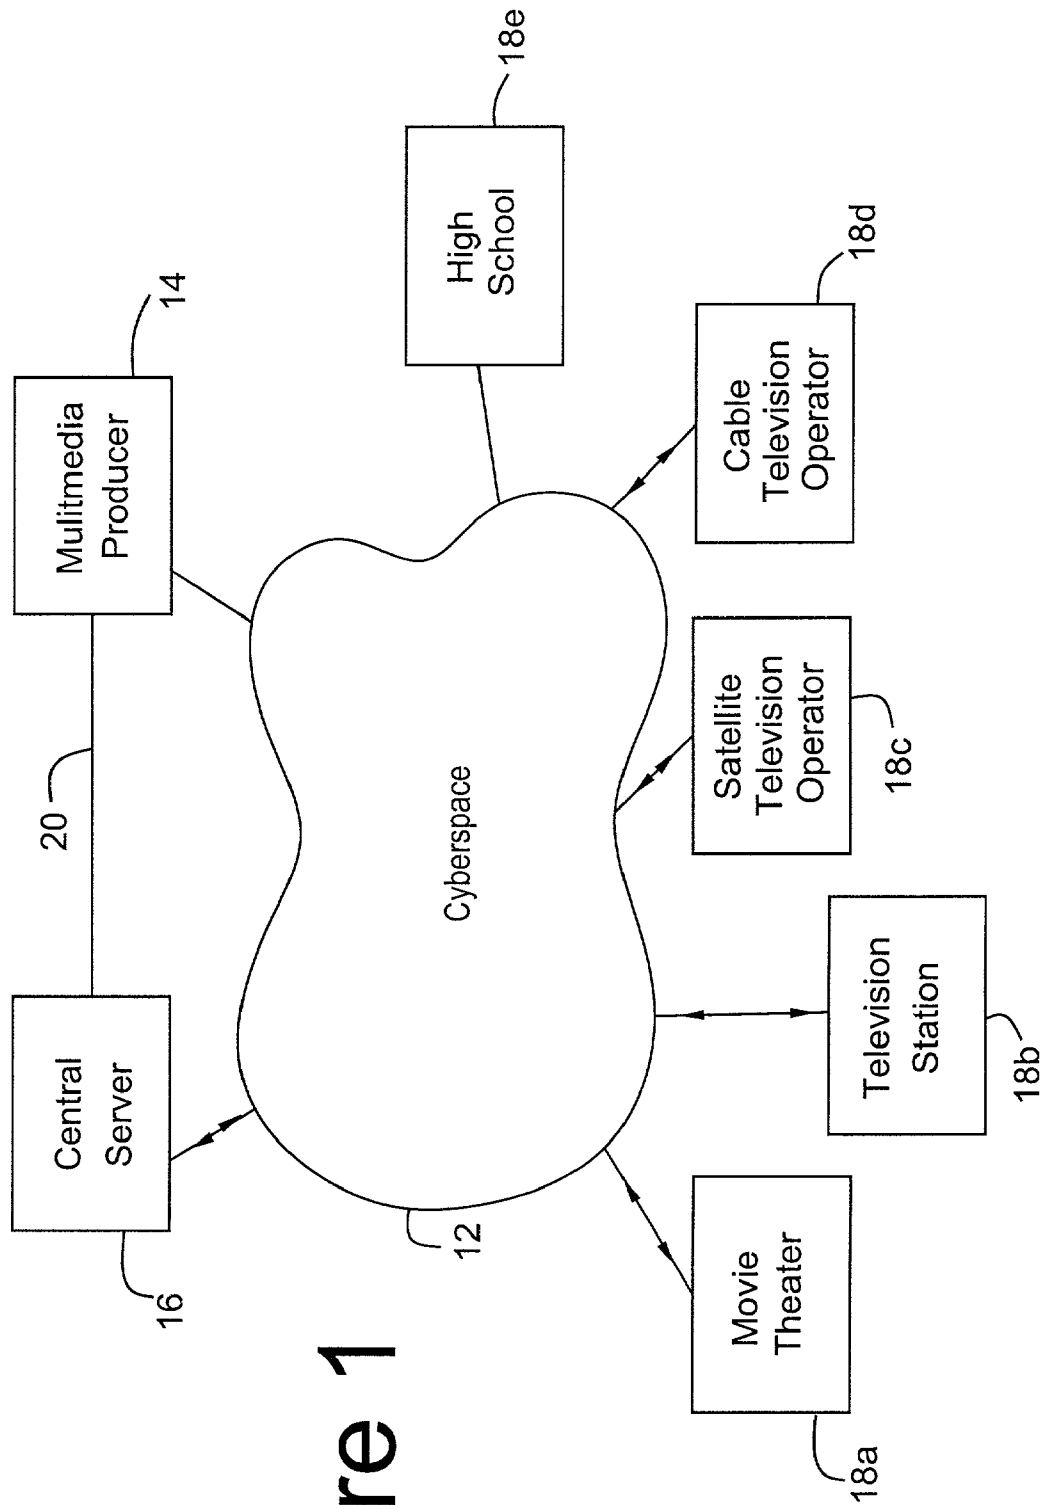 16
Central
Server
20
Mulitmedia
Producer
14
re 1
12
Cyberspace
High
School
18e
Movie
Theater
18a
Television
Station
18b
Satellite
Television
Operator
18c
Cable
Television
Operator
18d